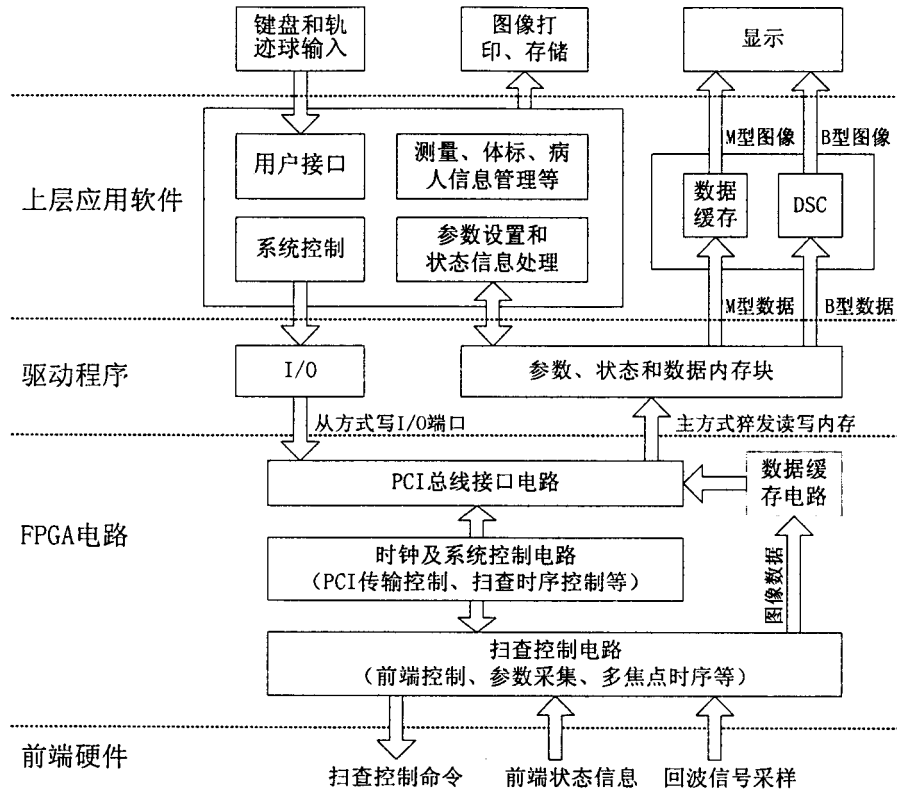 键盘和轨
迹球输入
图像打
印、存储
显示
上层应用软件
用户接口
测量、体标、病
人信息管理等
系统控制
参数设置和
状态信息处理
M型图像
B型图像
数据
缓存
DSC
M型数据
B型数据
驱动程序
I/O
参数、状态和数据内存块
从方式写I/O端口
主方式猝发读写内存
FPGA电路
PCI总线接口电路
数据缓
存电路
时钟及系统控制电路
(PCI传输控制、扫查时序控制等)
图像数据
扫查控制电路
(前端控制、参数采集、多焦点时序等)
前端硬件
扫查控制命令
前端状态信息
回波信号采样